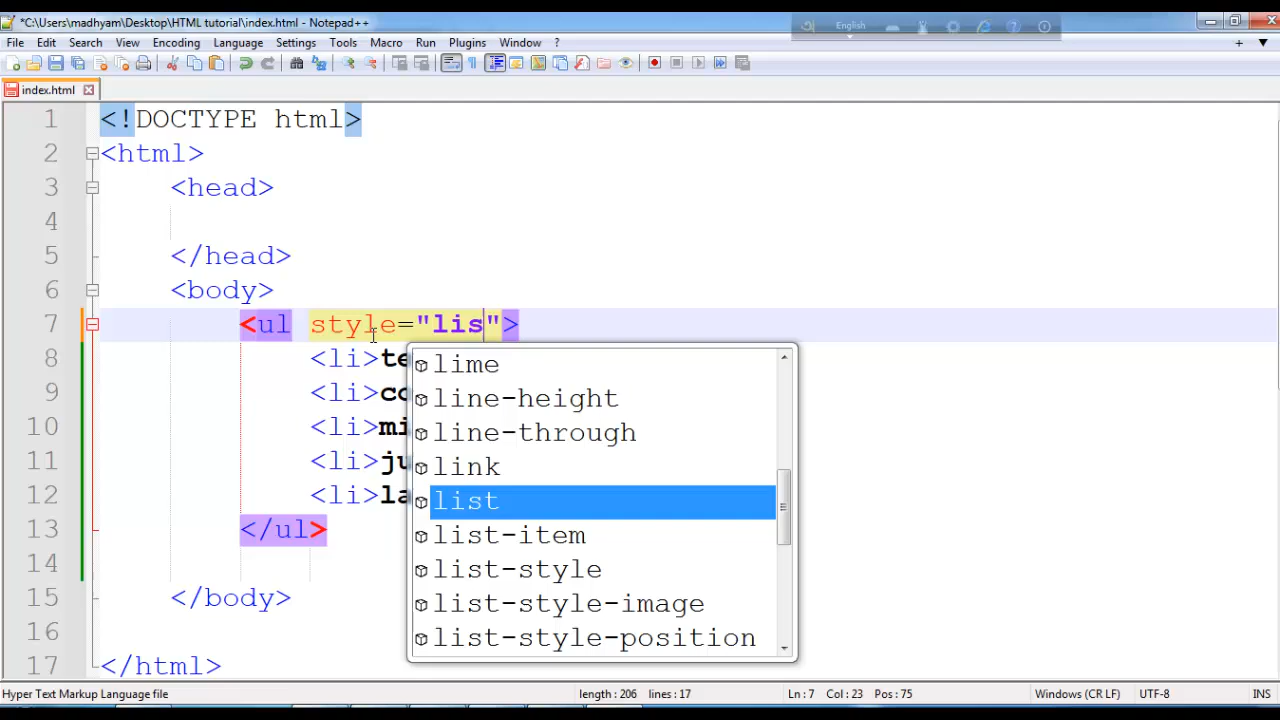 *C:\Users\madhyam\Desktop\HTML tutorial\index.html - Notepad++
English
File Edit Search View Encoding Language Settings Tools Macro Run Plugins Window ?
index.html
1 <!DOCTYPE html>
2 <html>
3 <head>
4
5 </head>
6 <body>
7 <ul style="lis">
8 <li>te
9 <li>co
10 <li>mi
11 <li>ju
12 <li>la
13 </ul>
14
15 </body>
16
17 </html>
lime
line-height
line-through
link
list
list-item
list-style
list-style-image
list-style-position
Hyper Text Markup Language file length : 206 lines : 17 Ln : 7 Col : 23 Pos : 75 Windows (CR LF) UTF-8 INS